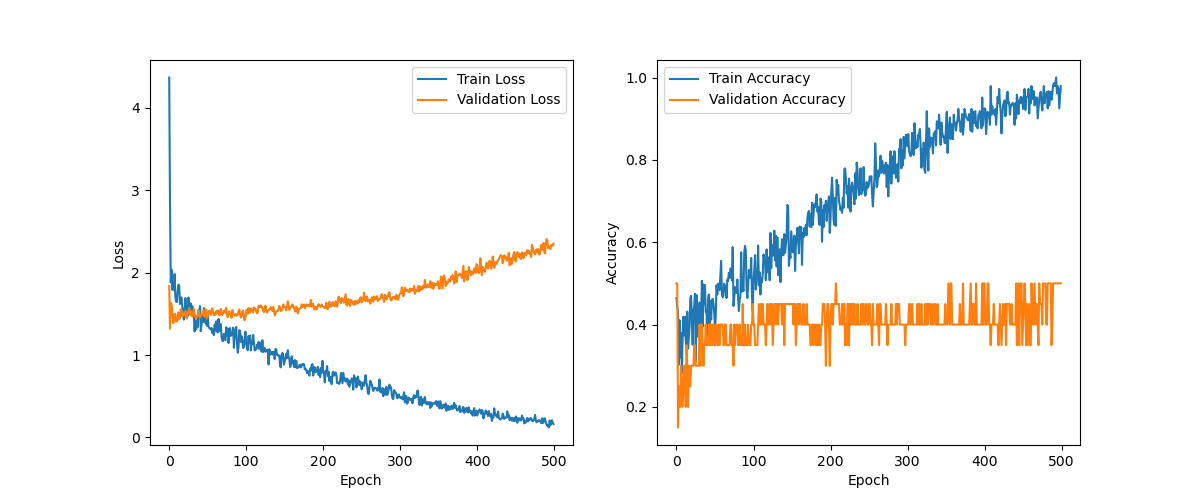 Loss
4
3
2
1
0
Train Loss
Validation Loss
0 100 200 300 400 500
Epoch
Accuracy
1.0
0.8
0.6
0.4
0.2
Train Accuracy
Validation Accuracy
0 100 200 300 400 500
Epoch